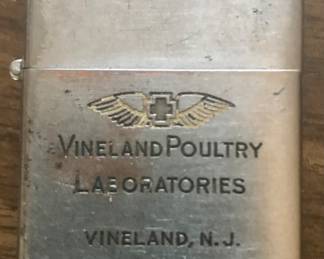 VINELAND POULTRY
LABORATORIES
VINELAND, N.J.